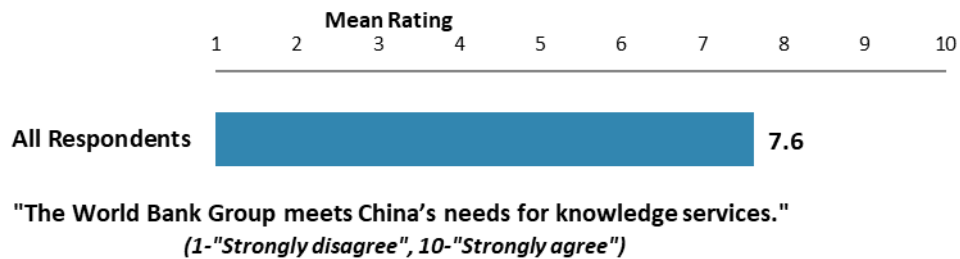 Mean Rating
1 2 3 4 5 6 7 8 9 10
All Respondents 7.6
"The World Bank Group meets China’s needs for knowledge services."
(1-"Strongly disagree", 10-"Strongly agree")